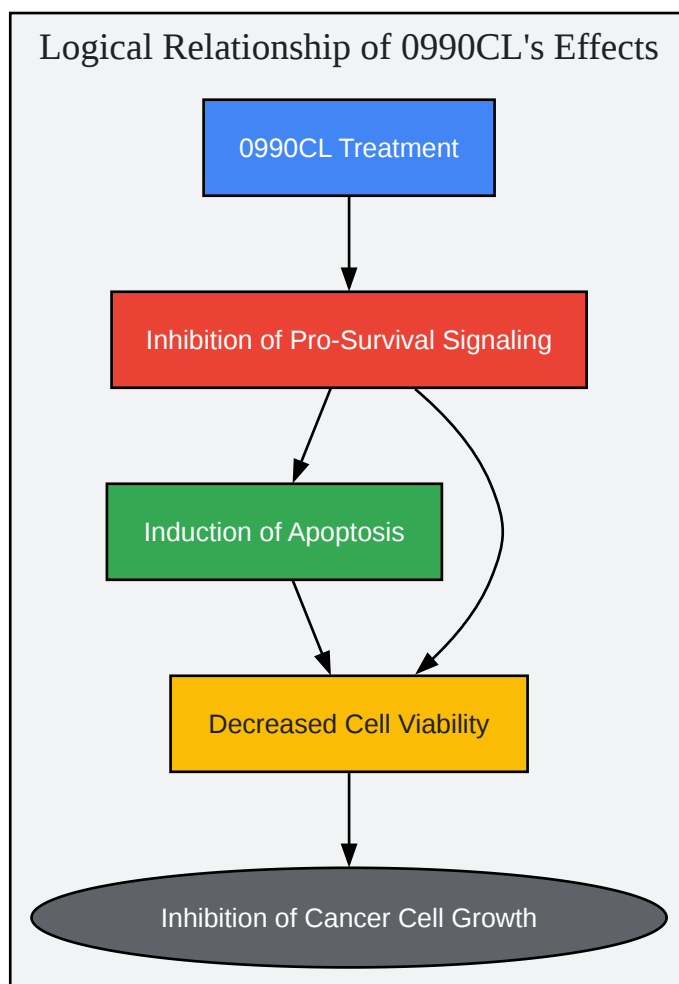 Logical Relationship of 0990CL's Effects
0990CL Treatment
Inhibition of Pro-Survival Signaling
Induction of Apoptosis
Decreased Cell Viability
Inhibition of Cancer Cell Growth